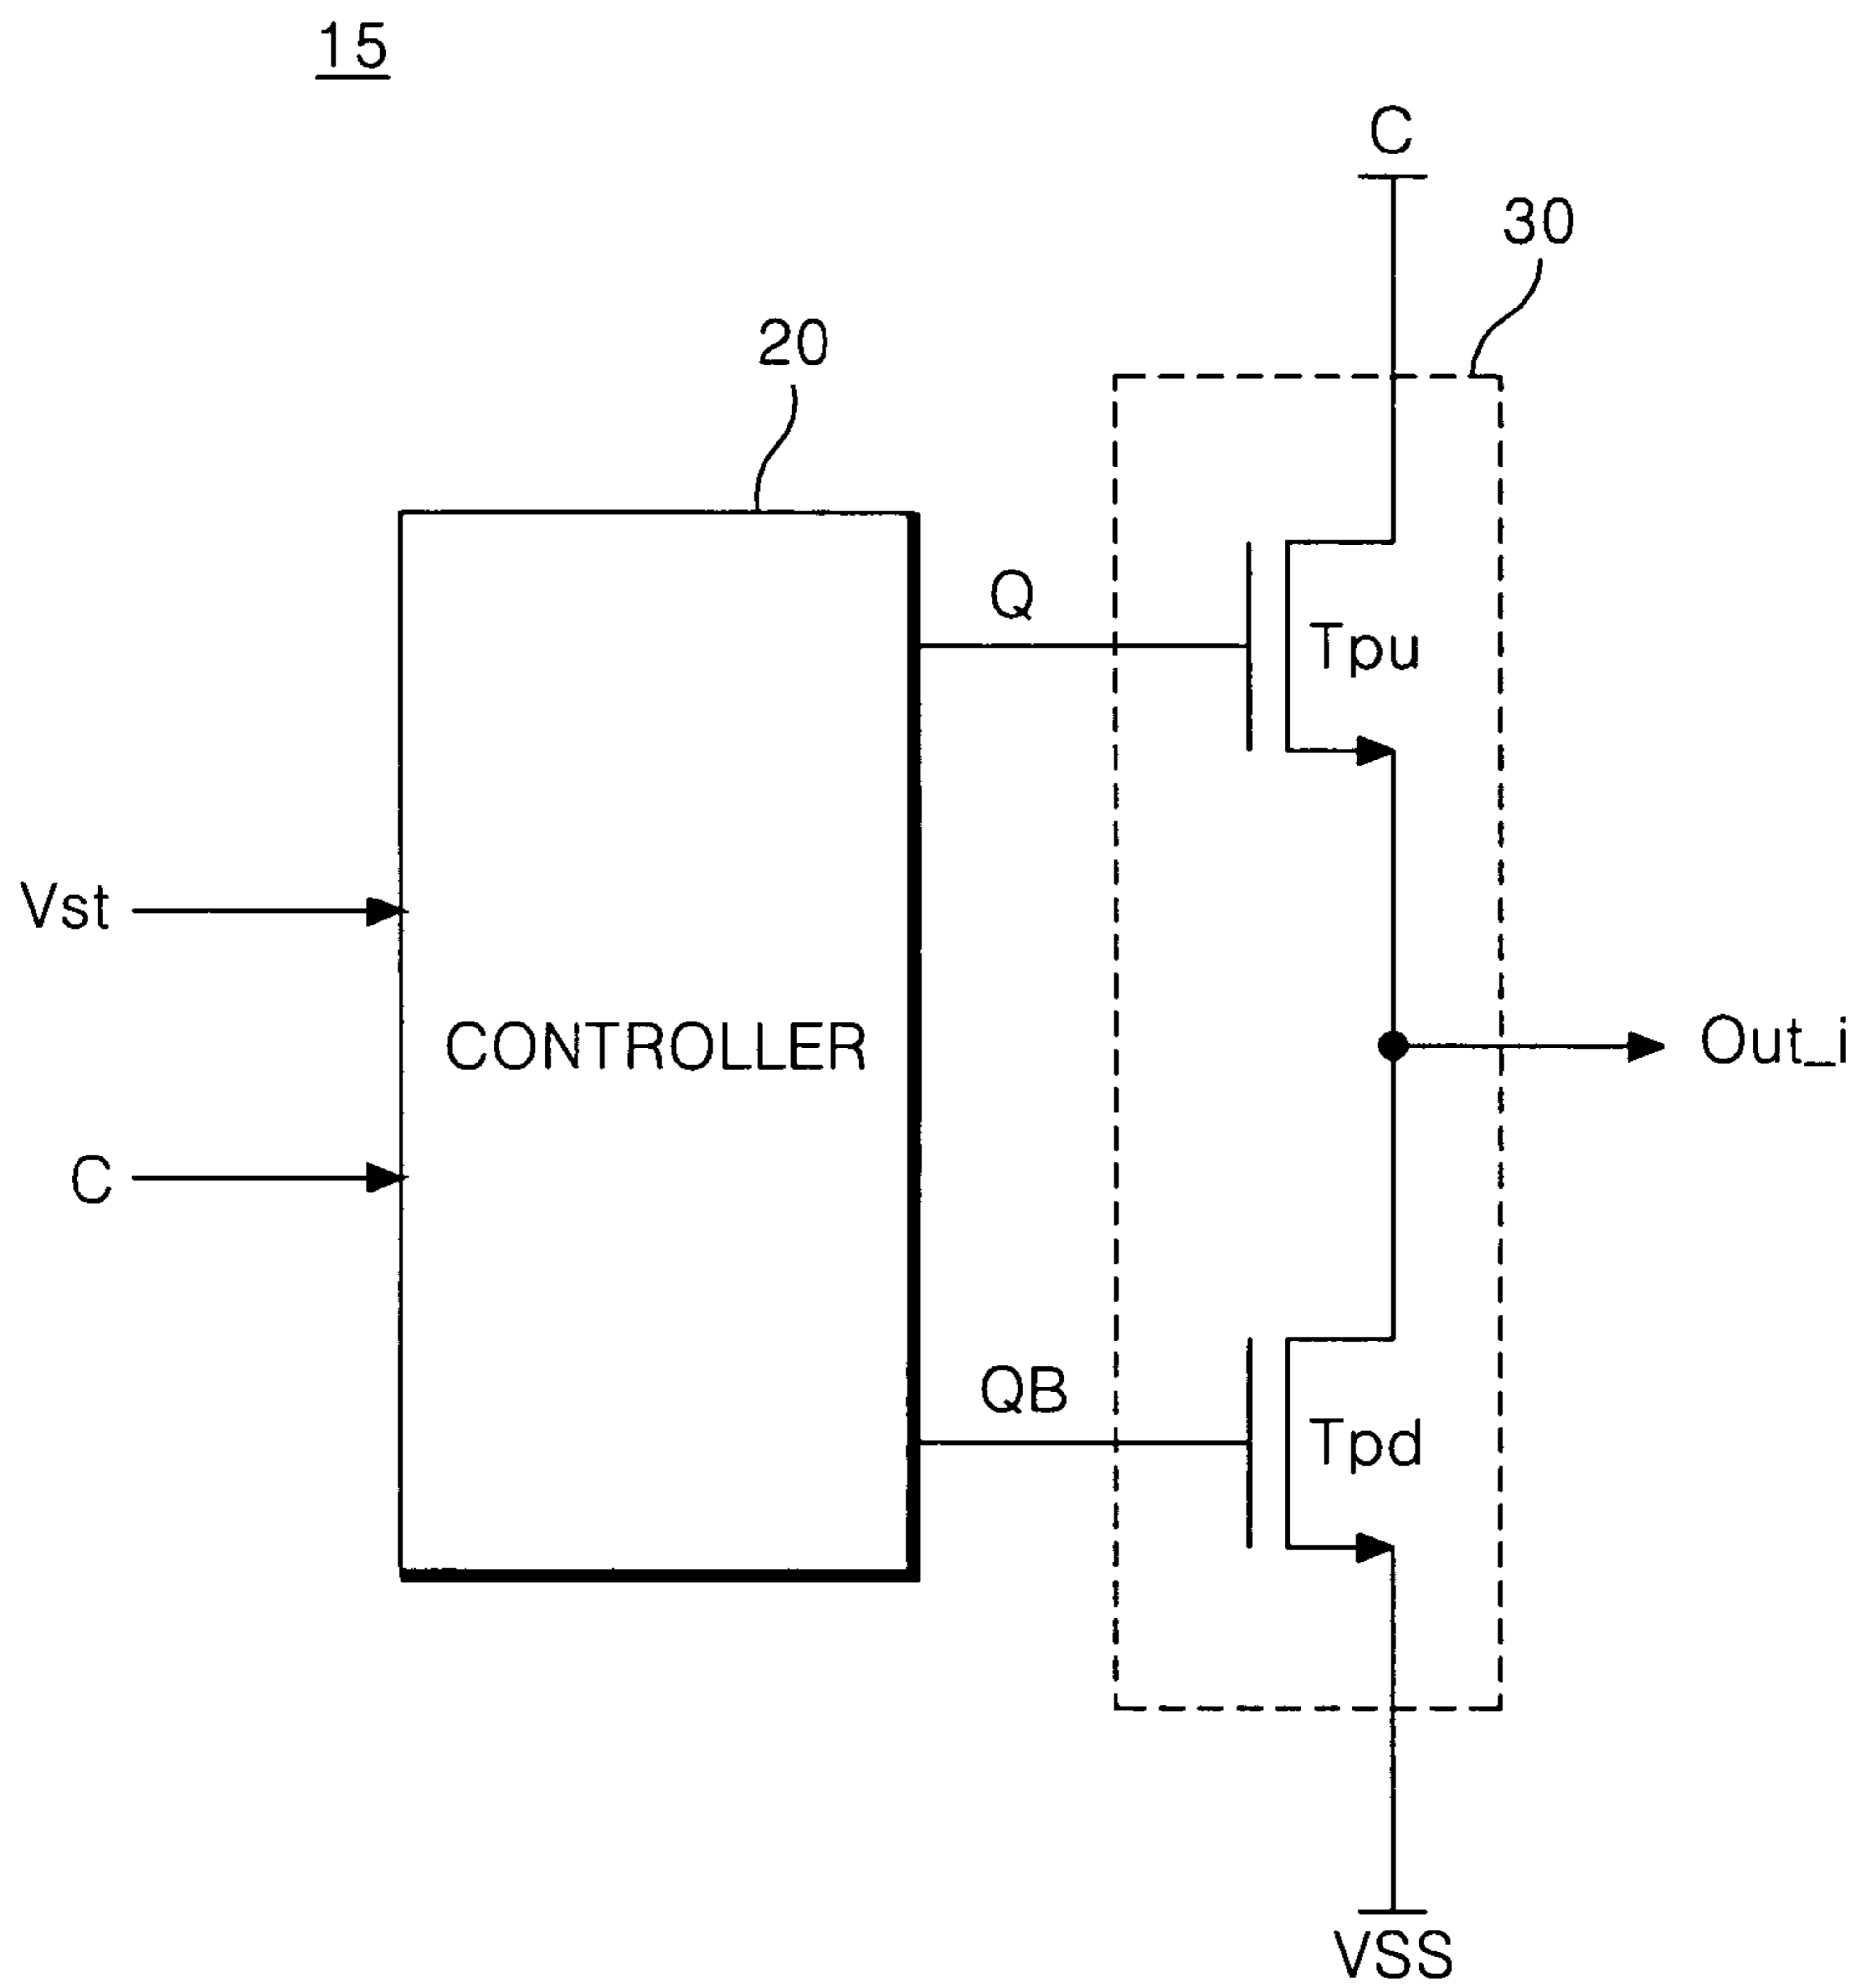 15
C
30
20
Q
Tpu
Vst
CONTROLLER
Out_i
C
QB
Tpd
VSS